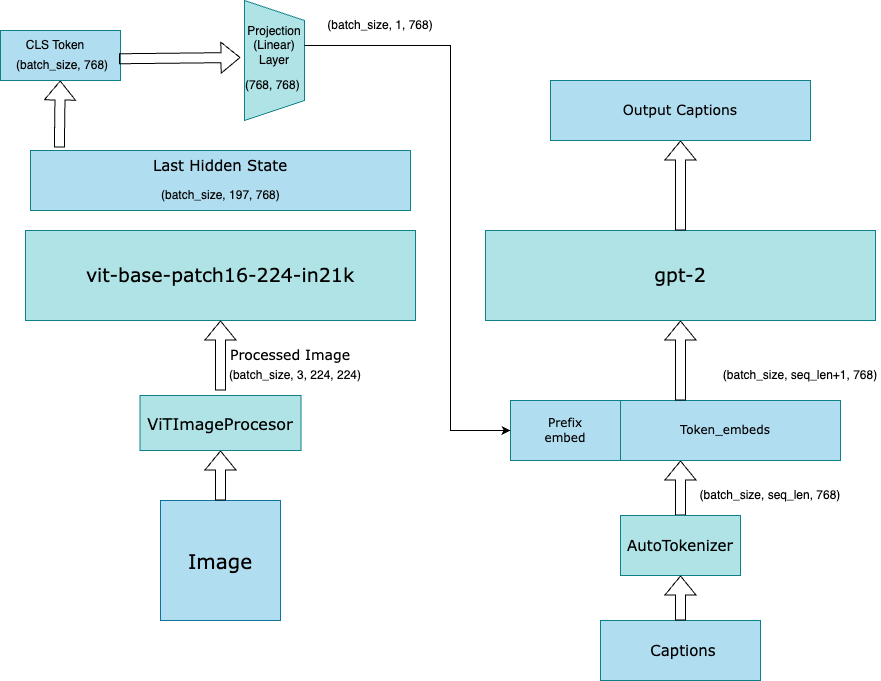 CLS Token
(batch_size, 768)
Projection
(Linear)
Layer
(768, 768)
(batch_size, 1, 768)
Last Hidden State
(batch_size, 197, 768)
vit-base-patch16-224-in21k
Processed Image
(batch_size, 3, 224, 224)
ViTImageProcesor
Image
Output Captions
gpt-2
(batch_size, seq_len+1, 768)
Prefix
embed
Token_embeds
(batch_size, seq_len, 768)
AutoTokenizer
Captions